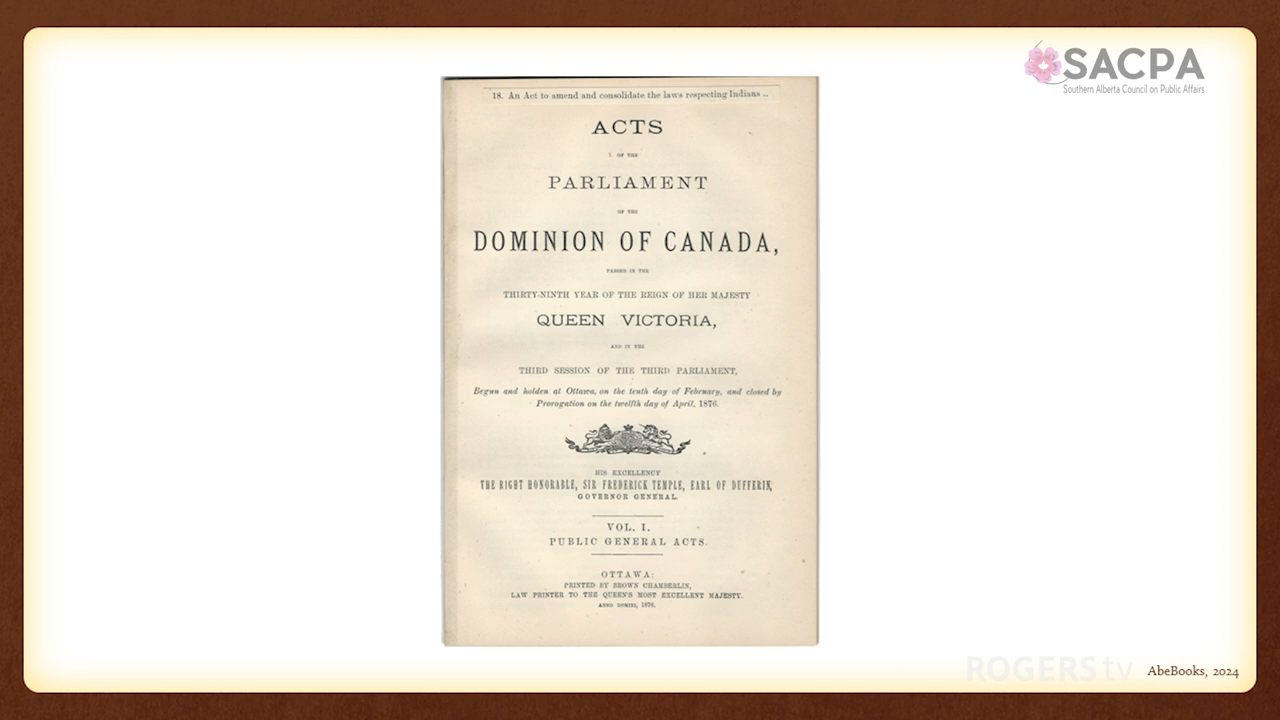 SACPA
Southern Alberta Council on Public Affairs
18. An Act to amend and consolidate the laws respecting Indians ..
ACTS
OF THE
PARLIAMENT
OF THE
DOMINION OF CANADA,
PASSED IN THE
THIRTY-NINTH YEAR OF THE REIGN OF HER MAJESTY
QUEEN VICTORIA,
AND IN THE
THIRD SESSION OF THE THIRD PARLIAMENT,
Begun and holden at Ottawa, on the tenth day of February, and closed by
Prorogation on the twelfth day of April, 1876.
HIS EXCELLENCY
THE RIGHT HONORABLE, SIR FREDERICK TEMPLE, EARL OF DUFFERIN,
GOVERNOR GENERAL.
VOL. I.
PUBLIC GENERAL ACTS.
OTTAWA:
PRINTED BY BROWN CHAMBERLIN,
LAW PRINTER TO THE QUEEN'S MOST EXCELLENT MAJESTY.
ANNO DOMINI, 1876.
ROGERS tv
AbeBooks, 2024